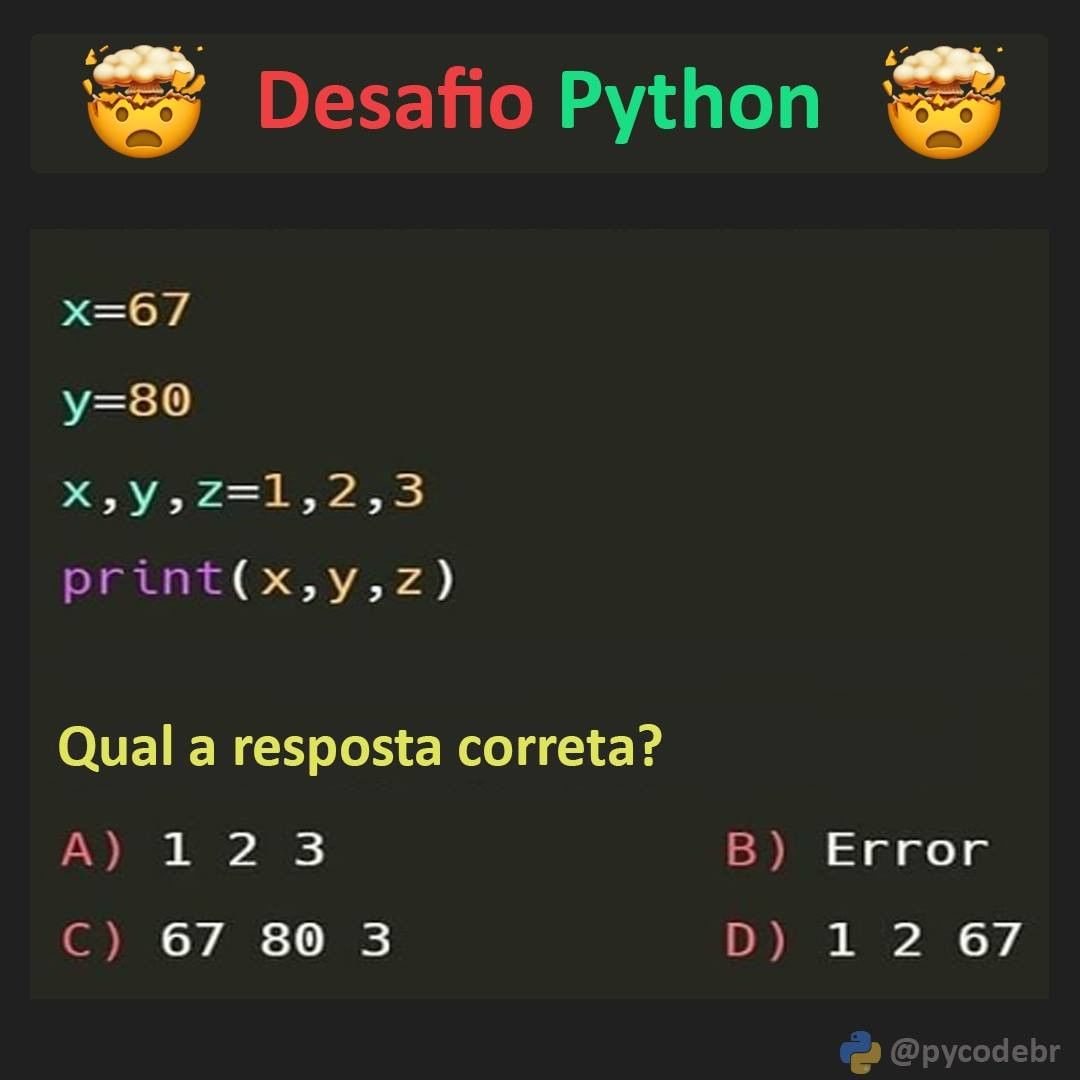 Desafio Python
x=67
y=80
x,y,z=1,2,3
print(x,y,z)
Qual a resposta correta?
A) 1 2 3
B) Error
C) 67 80 3
D) 1 2 67
@pycodebr